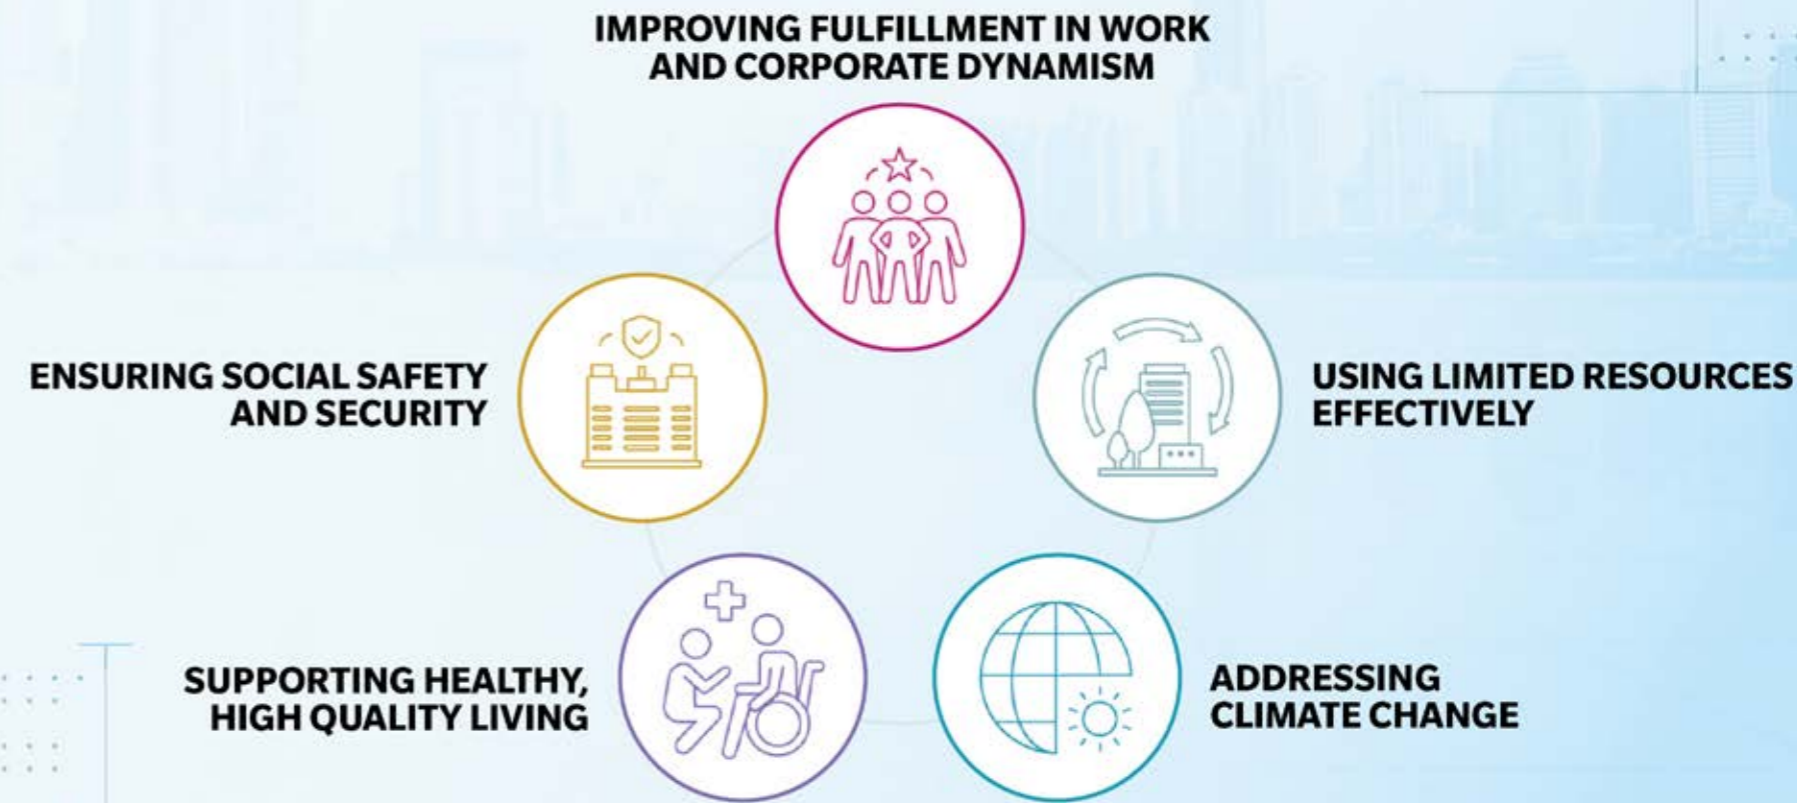 IMPROVING FULFILLMENT IN WORK
AND CORPORATE DYNAMISM
ENSURING SOCIAL SAFETY
AND SECURITY
USING LIMITED RESOURCES
EFFECTIVELY
SUPPORTING HEALTHY,
HIGH QUALITY LIVING
ADDRESSING
CLIMATE CHANGE